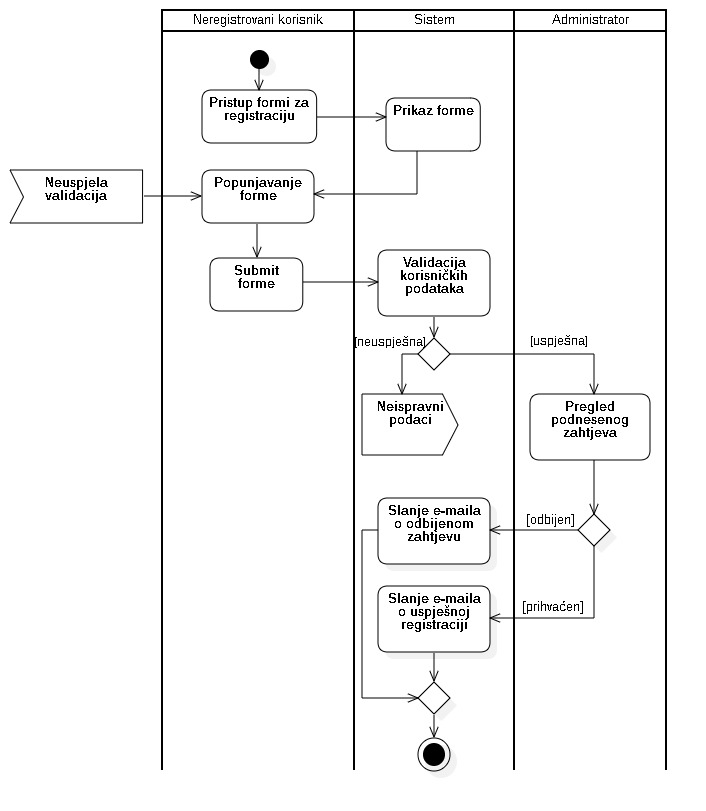 Neregistrovani korisnik
Sistem
Administrator
Pristup formi za
registraciju
Prikaz forme
Neuspjela
validacija
Popunjavanje
forme
Submit
forme
Validacija
korisničkih
podataka
[neuspješna]
[uspješna]
Neispravni
podaci
Pregled
podnesenog
zahtjeva
Slanje e-maila
o odbijenom
zahtjevu
[odbijen]
Slanje e-maila
o uspješnoj
registraciji
[prihvaćen]